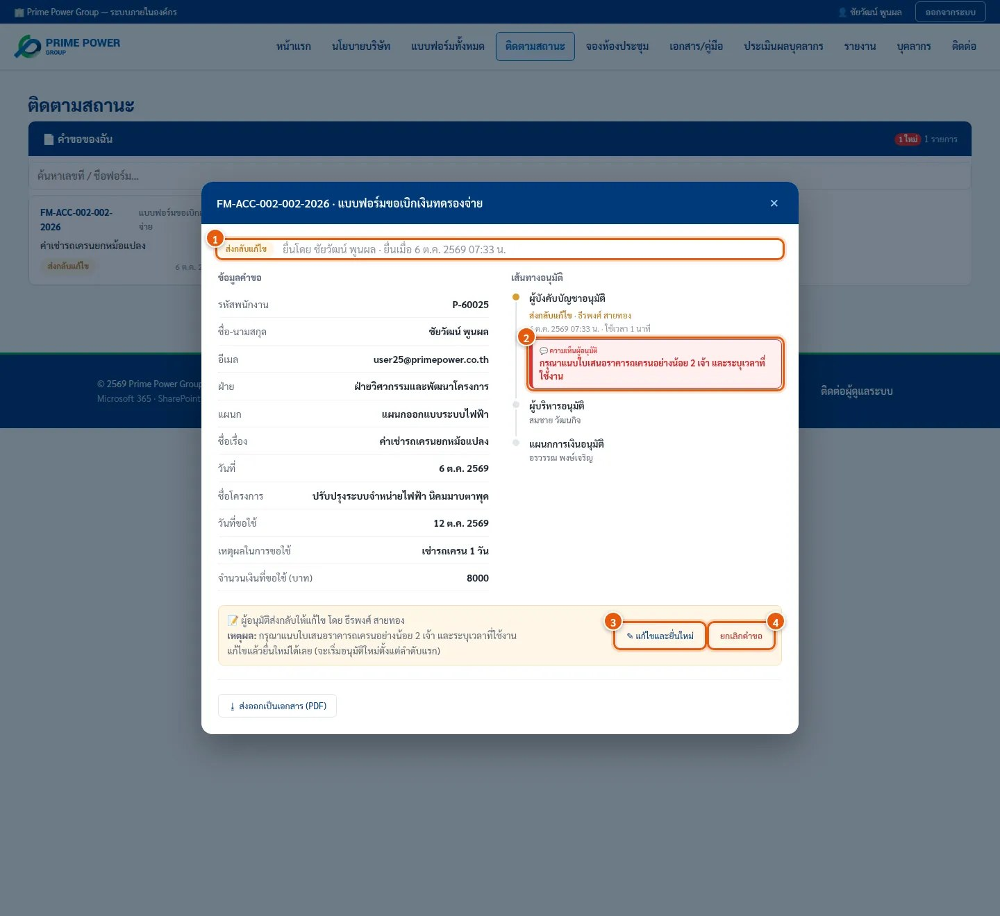 Prime Power Group — ระบบภายในองค์กร
ชัยวัฒน์ พูนผล
ออกจากระบบ
PRIME POWER
GROUP
หน้าแรก
นโยบายบริษัท
แบบฟอร์มทั้งหมด
ติดตามสถานะ
จองห้องประชุม
เอกสาร/คู่มือ
ประเมินผลบุคลากร
รายงาน
บุคลากร
ติดต่อ
ติดตามสถานะ
คำขอของฉัน
1 ใหม่ 1 รายการ
ค้นหาเลขที่ / ชื่อฟอร์ม...
FM-ACC-002-002-2026
แบบฟอร์มขอเบิก
จ่าย
ค่าเช่ารถเครนยกหม้อแปลง
ส่งกลับแก้ไข
6 ต.ค. 2
FM-ACC-002-002-2026 · แบบฟอร์มขอเบิกเงินทดรองจ่าย
×
1
ส่งกลับแก้ไข ยื่นโดย ชัยวัฒน์ พูนผล · ยื่นเมื่อ 6 ต.ค. 2569 07:33 น.
ข้อมูลคำขอ
รหัสพนักงาน P-60025
ชื่อ-นามสกุล ชัยวัฒน์ พูนผล
อีเมล user25@primepower.co.th
ฝ่าย ฝ่ายวิศวกรรมและพัฒนาโครงการ
แผนก แผนกออกแบบระบบไฟฟ้า
ชื่อเรื่อง ค่าเช่ารถเครนยกหม้อแปลง
วันที่ 6 ต.ค. 2569
ชื่อโครงการ ปรับปรุงระบบจำหน่ายไฟฟ้า นิคมมาบตาพุด
วันที่ขอใช้ 12 ต.ค. 2569
เหตุผลในการขอใช้ เช่ารถเครน 1 วัน
จำนวนเงินที่ขอใช้ (บาท) 8000
เส้นทางอนุมัติ
ผู้บังคับบัญชาอนุมัติ
ส่งกลับแก้ไข · ธีรพงศ์ สายทอง
ต.ค. 2569 07:33 น. · ใช้เวลา 1 นาที
2
ความเห็นผู้อนุมัติ
กรุณาแนบใบเสนอราคารถเครนอย่างน้อย 2 เจ้า และระบุเวลาที่
ใช้งาน
ผู้บริหารอนุมัติ
สมชาย วัฒนกิจ
แผนกการเงินอนุมัติ
อรวรรณ พงษ์เจริญ
ผู้อนุมัติส่งกลับให้แก้ไข โดย ธีรพงศ์ สายทอง
เหตุผล: กรุณาแนบใบเสนอราคารถเครนอย่างน้อย 2 เจ้า และระบุเวลาที่ใช้งาน
แก้ไขแล้วยื่นใหม่ได้เลย (จะเริ่มอนุมัติใหม่ตั้งแต่ลำดับแรก)
3
✎ แก้ไขและยื่นใหม่
4
ยกเลิกคำขอ
⭳ ส่งออกเป็นเอกสาร (PDF)
© 2569 Prime Power Group
Microsoft 365 · SharePoint
ติดต่อผู้ดูแลระบบ